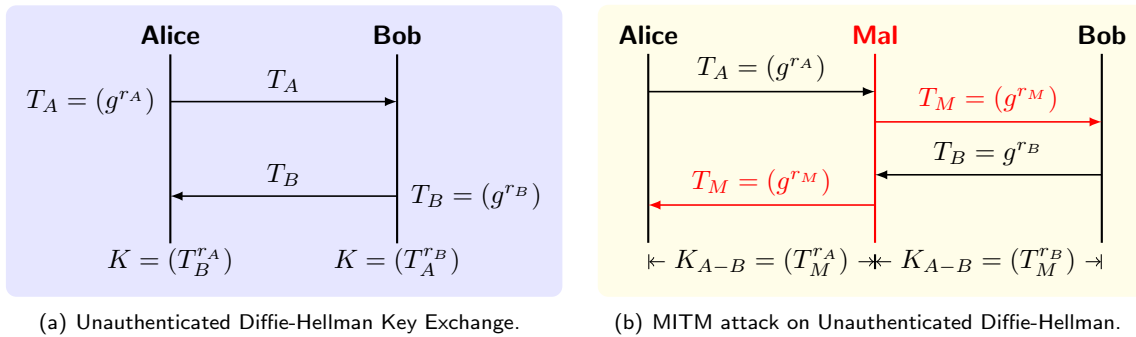 Alice Bob
T_A = (g^{r_A})
T_A
T_B
T_B = (g^{r_B})
K = (T_B^{r_A}) K = (T_A^{r_B})
(a) Unauthenticated Diffie-Hellman Key Exchange.
Alice Mal Bob
T_A = (g^{r_A})
T_M = (g^{r_M})
T_B = g^{r_B}
T_M = (g^{r_M})
K_{A−B} = (T_M^{r_A}) K_{A−B} = (T_M^{r_B})
(b) MITM attack on Unauthenticated Diffie-Hellman.